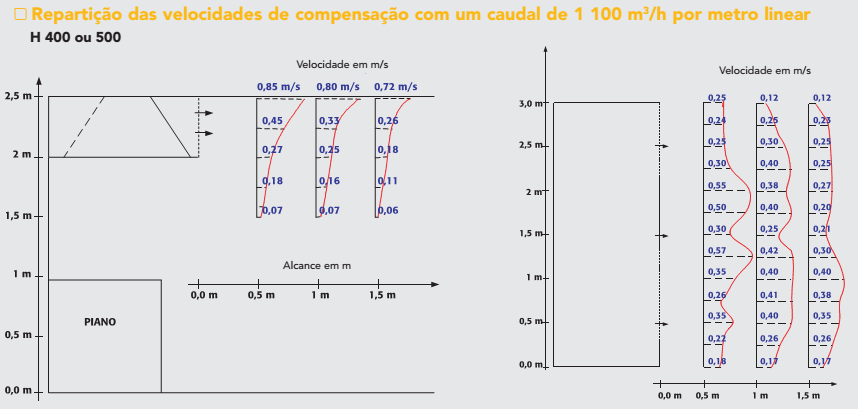 Repartição das velocidades de compensação com um caudal de 1 100 m³/h por metro linear
H 400 ou 500
Velocidade em m/s
0,85 m/s 0,80 m/s 0,72 m/s
2,5 m
0,45 0,33 0,26
2 m
0,27 0,25 0,18
0,18 0,16 0,11
1,5 m
0,07 0,07 0,06
Alcance em m
1 m
0,0 m 0,5 m 1 m 1,5 m
PIANO
0,5 m
0,0 m
Velocidade em m/s
0,25 0,12 0,12
3,0 m
0,24 0,25 0,23
2,5 m
0,25 0,30 0,25
0,30 0,40 0,25
2 m
0,55 0,38 0,27
0,50 0,40 0,20
1,5 m
0,30 0,25 0,21
0,57 0,42 0,30
1 m
0,35 0,40 0,40
0,26 0,41 0,38
0,5 m
0,35 0,40 0,35
0,22 0,26 0,26
0,0 m
0,18 0,17 0,17
0,0 m 0,5 m 1 m 1,5 m